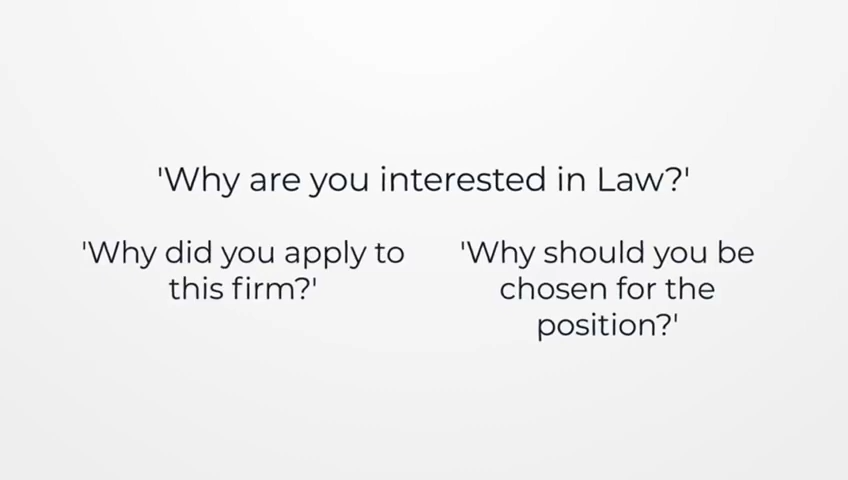 'Why are you interested in Law?'
'Why did you apply to
this firm?'
'Why should you be
chosen for the
position?'